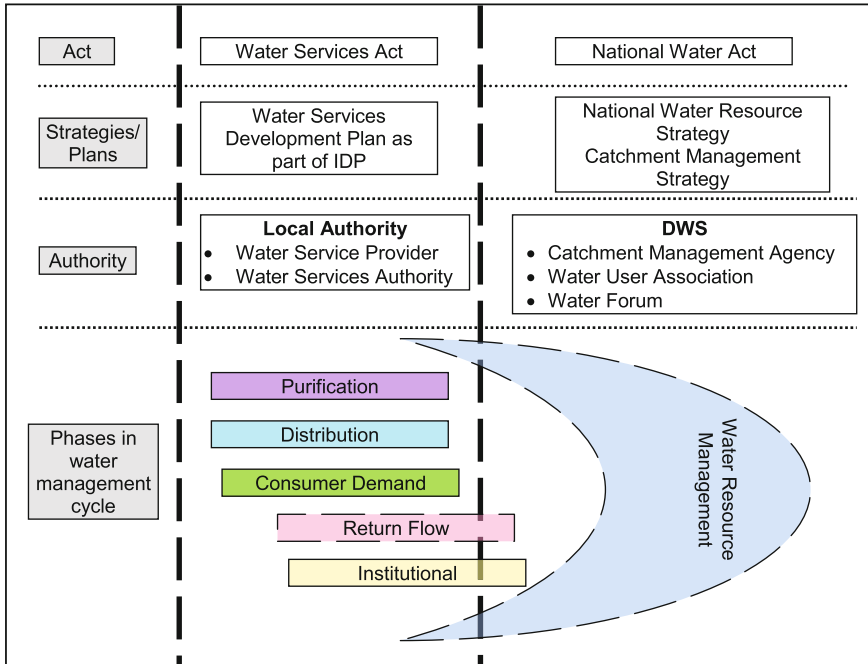 Act
Water Services Act
National Water Act
Strategies/
Plans
Water Services
Development Plan as
part of IDP
National Water Resource
Strategy
Catchment Management
Strategy
Authority
Local Authority
• Water Service Provider
• Water Services Authority
DWS
• Catchment Management Agency
• Water User Association
• Water Forum
Phases in
water
management
cycle
Purification
Distribution
Consumer Demand
Return Flow
Institutional
Water Resource
Management